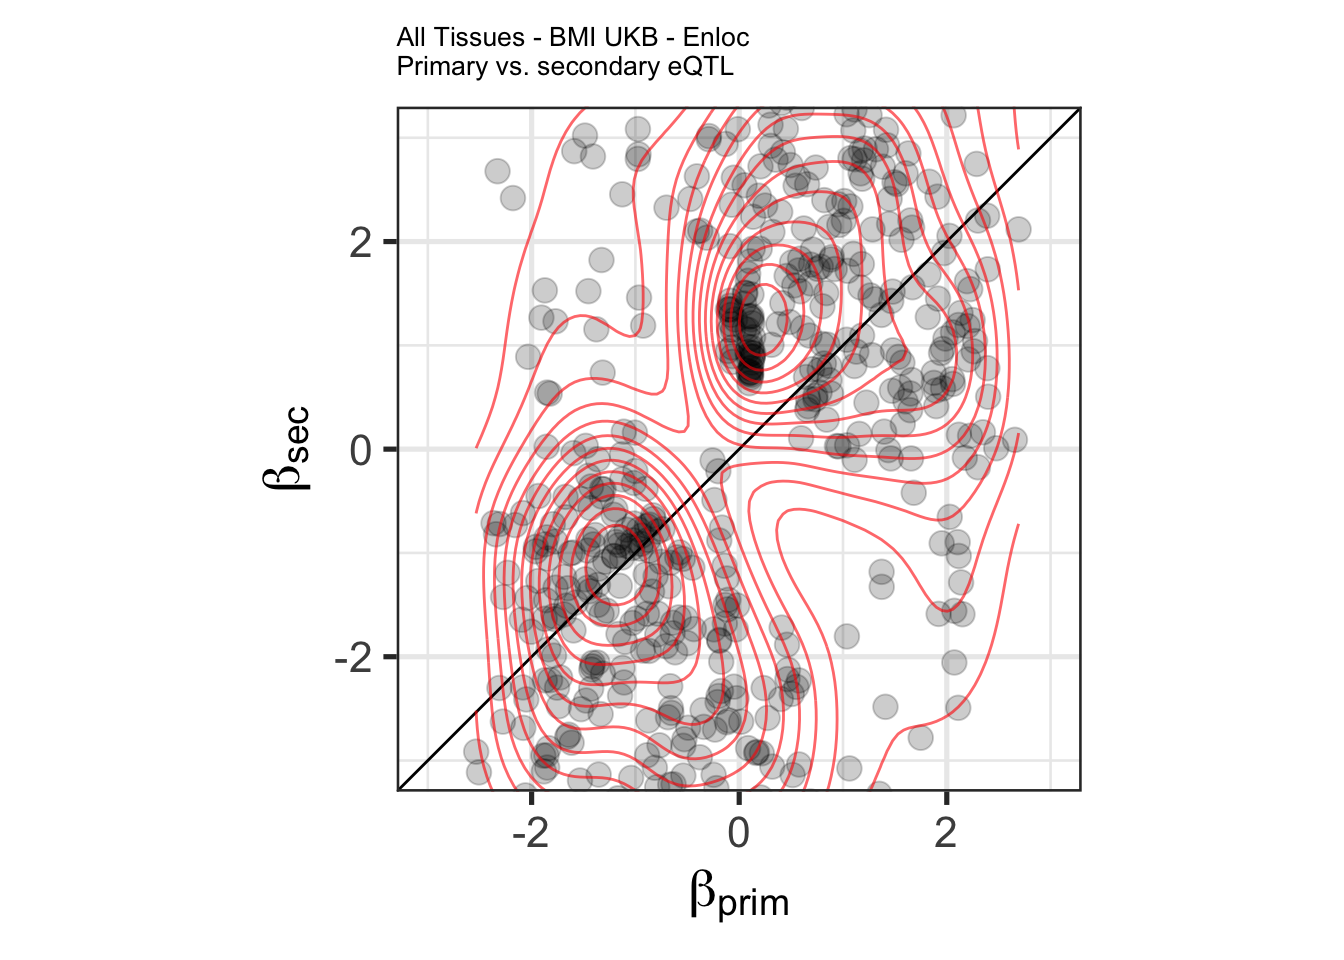 All Tissues - BMI UKB - Enloc
Primary vs. secondary eQTL
2
0
-2
βsec
-2
0
2
βprim